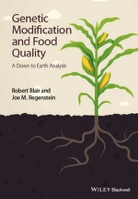 Genetic Modification
and Food
Quality
A Down to Earth Analysis
Robert Blair and
Joe M. Regenstein
WILEY Blackwell